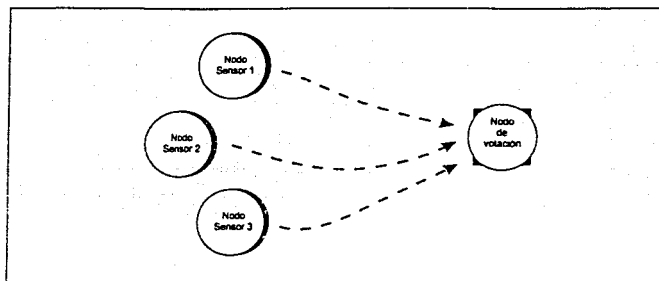 Nodo
Sensor 1
Nodo
Sensor 2
Nodo
Sensor 3
Nodo
de
votación